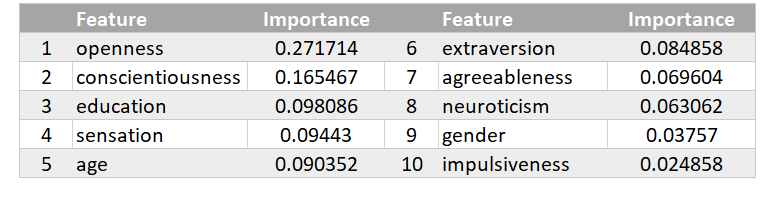 Feature Importance Feature Importance
1 openness 0.271714 6 extraversion 0.084858
2 conscientiousness 0.165467 7 agreeableness 0.069604
3 education 0.098086 8 neuroticism 0.063062
4 sensation 0.09443 9 gender 0.03757
5 age 0.090352 10 impulsiveness 0.024858